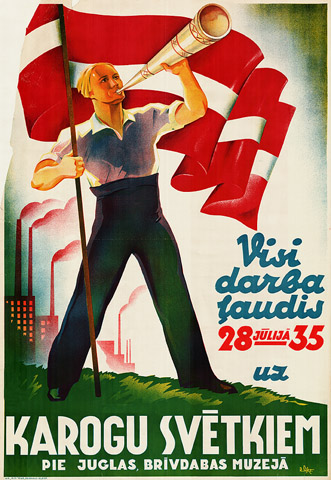 Visi
darba
ļaudis
28 JŪLIJĀ 35
uz
KAROGU SVĒTKIEM
PIE JUGLAS, BRĪVDABAS MUZEJĀ